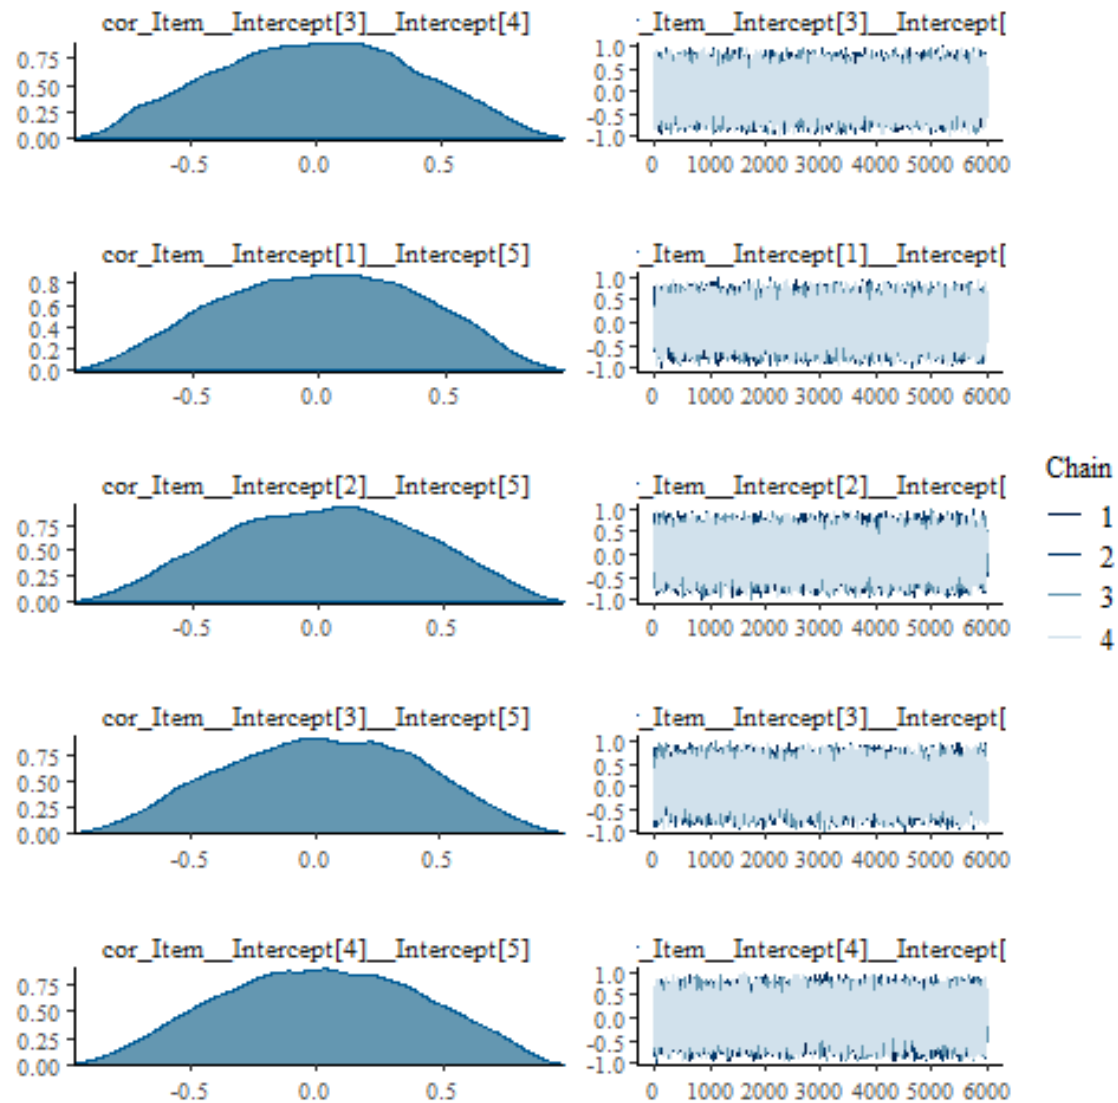 cor_Item__Intercept[3]__Intercept[4]
_Item__Intercept[3]__Intercept[
0.75
0.50
0.25
0.00
-0.5 0.0 0.5
1.0
0.5
0.0
-0.5
-1.0
0 1000 2000 3000 4000 5000 6000
cor_Item__Intercept[1]__Intercept[5]
_Item__Intercept[1]__Intercept[
0.8
0.6
0.4
0.2
0.0
-0.5 0.0 0.5
1.0
0.5
0.0
-0.5
-1.0
0 1000 2000 3000 4000 5000 6000
cor_Item__Intercept[2]__Intercept[5]
_Item__Intercept[2]__Intercept[
0.75
0.50
0.25
0.00
-0.5 0.0 0.5
1.0
0.5
0.0
-0.5
-1.0
0 1000 2000 3000 4000 5000 6000
cor_Item__Intercept[3]__Intercept[5]
_Item__Intercept[3]__Intercept[
0.75
0.50
0.25
0.00
-0.5 0.0 0.5
1.0
0.5
0.0
-0.5
-1.0
0 1000 2000 3000 4000 5000 6000
cor_Item__Intercept[4]__Intercept[5]
_Item__Intercept[4]__Intercept[
0.75
0.50
0.25
0.00
-0.5 0.0 0.5
1.0
0.5
0.0
-0.5
-1.0
0 1000 2000 3000 4000 5000 6000
Chain
1
2
3
4